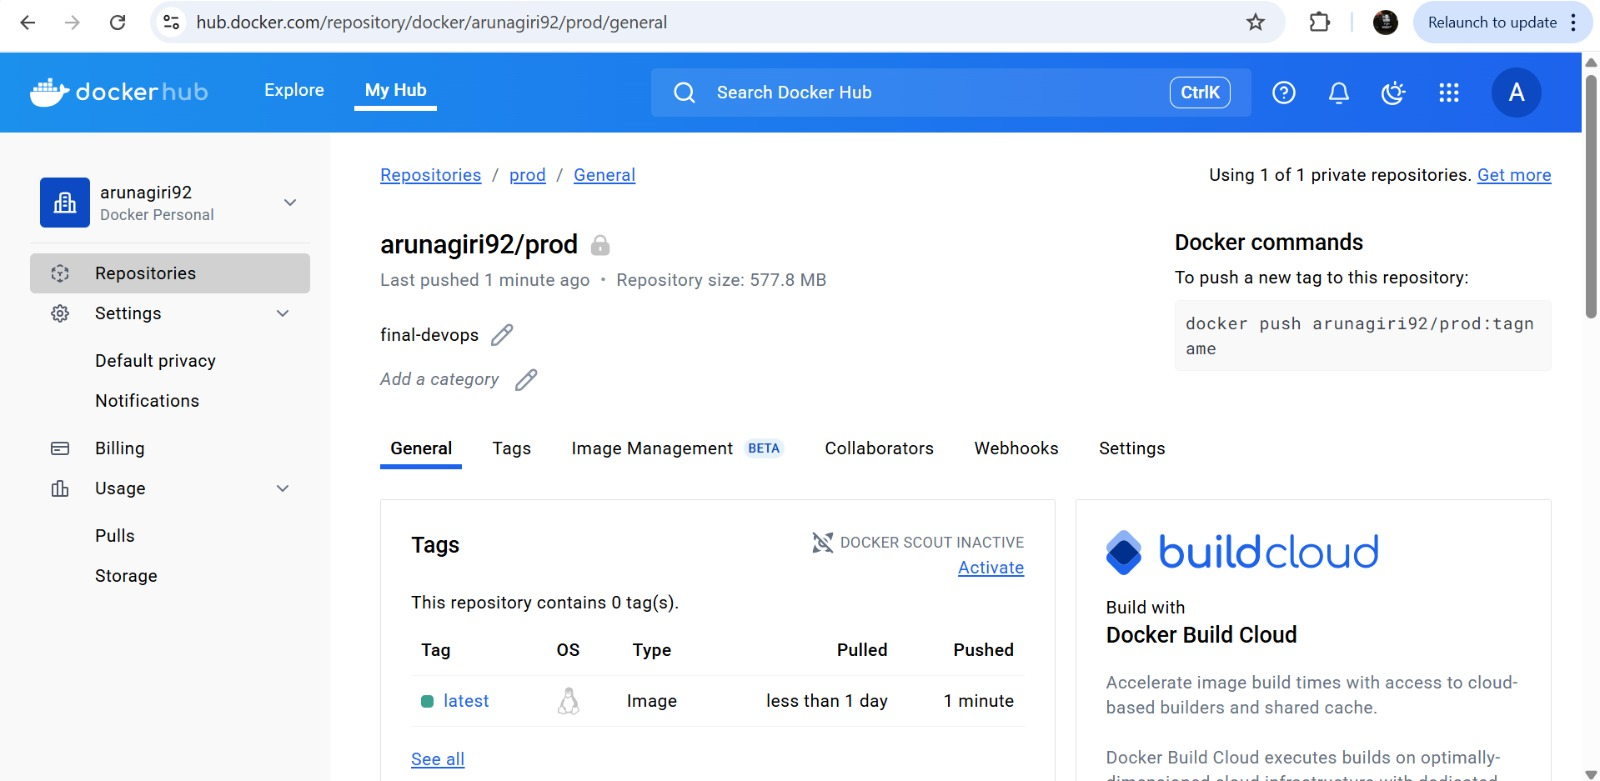 hub.docker.com/repository/docker/arunagiri92/prod/general
Relaunch to update
dockerhub
Explore
My Hub
Search Docker Hub
CtrlK
A
arunagiri92
Docker Personal
Repositories
Settings
Default privacy
Notifications
Billing
Usage
Pulls
Storage
Repositories / prod / General
Using 1 of 1 private repositories. Get more
arunagiri92/prod
Last pushed 1 minute ago · Repository size: 577.8 MB
final-devops
Add a category
Docker commands
To push a new tag to this repository:
docker push arunagiri92/prod:tagn
ame
General Tags Image Management BETA Collaborators Webhooks Settings
Tags
DOCKER SCOUT INACTIVE
Activate
This repository contains 0 tag(s).
Tag OS Type Pulled Pushed
latest Image less than 1 day 1 minute
See all
buildcloud
Build with
Docker Build Cloud
Accelerate image build times with access to cloud-
based builders and shared cache.
Docker Build Cloud executes builds on optimally-
dimensioned cloud infrastructure with dedicated